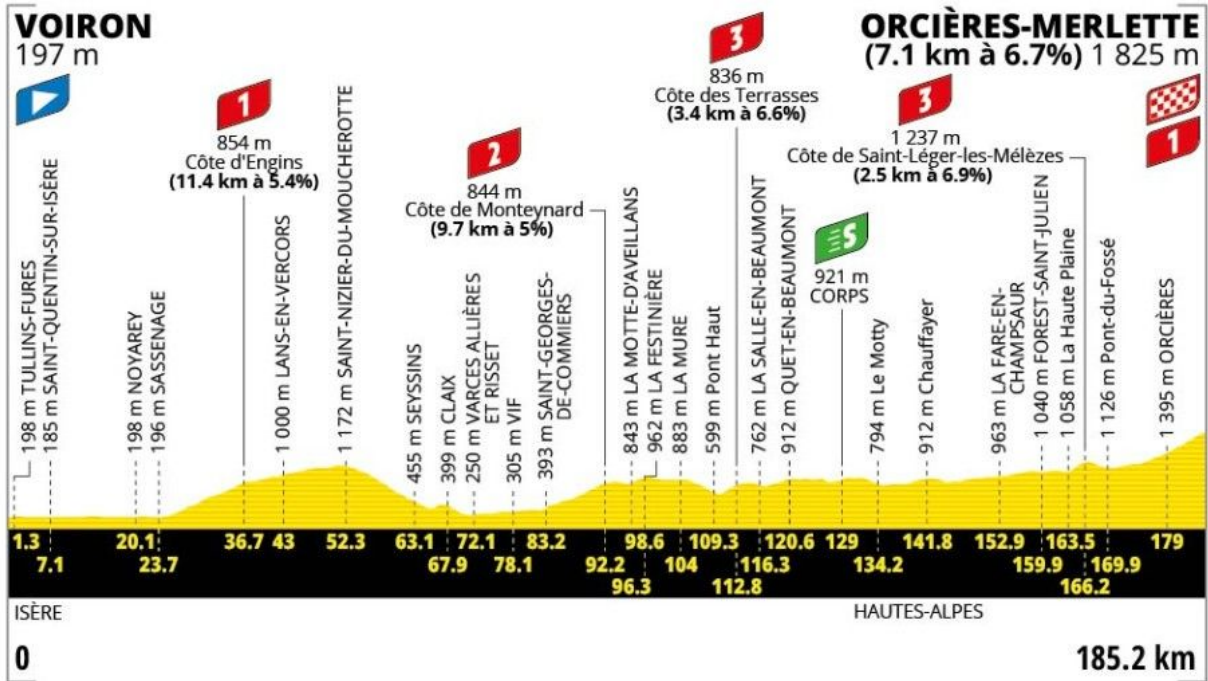 VOIRON
197 m
ORCIÈRES-MERLETTE
(7.1 km à 6.7%) 1 825 m
1
854 m
Côte d'Engins
(11.4 km à 5.4%)
2
844 m
Côte de Monteynard
(9.7 km à 5%)
3
836 m
Côte des Terrasses
(3.4 km à 6.6%)
3
1 237 m
Côte de Saint-Léger-les-Mélèzes
(2.5 km à 6.9%)
1
S
921 m
CORPS
198 m TULLINS-FURES
185 m SAINT-QUENTIN-SUR-ISÈRE
198 m NOYAREY
196 m SASSENAGE
1 000 m LANS-EN-VERCORS
1 172 m SAINT-NIZIER-DU-MOUCHEROTTE
455 m SEYSSINS
399 m CLAIX
250 m VARCES ALLIÈRES
ET RISSET
305 m VIF
393 m SAINT-GEORGES-
DE-COMMIERS
843 m LA MOTTE-D'AVEILLANS
962 m LA FESTINIÈRE
883 m LA MURE
599 m Pont Haut
762 m LA SALLE-EN-BEAUMONT
912 m QUET-EN-BEAUMONT
794 m Le Motty
912 m Chauffayer
963 m LA FARE-EN-
CHAMPSAUR
1 040 m FOREST-SAINT-JULIEN
1 058 m La Haute Plaine
1 126 m Pont-du-Fossé
1 395 m ORCIÈRES
1.3 20.1 36.7 43 52.3 63.1 72.1 83.2 98.6 109.3 120.6 129 141.8 152.9 163.5 179
7.1 23.7 67.9 78.1 92.2 104 116.3 134.2 159.9 169.9
96.3 112.8 166.2
ISÈRE HAUTES-ALPES
0 185.2 km